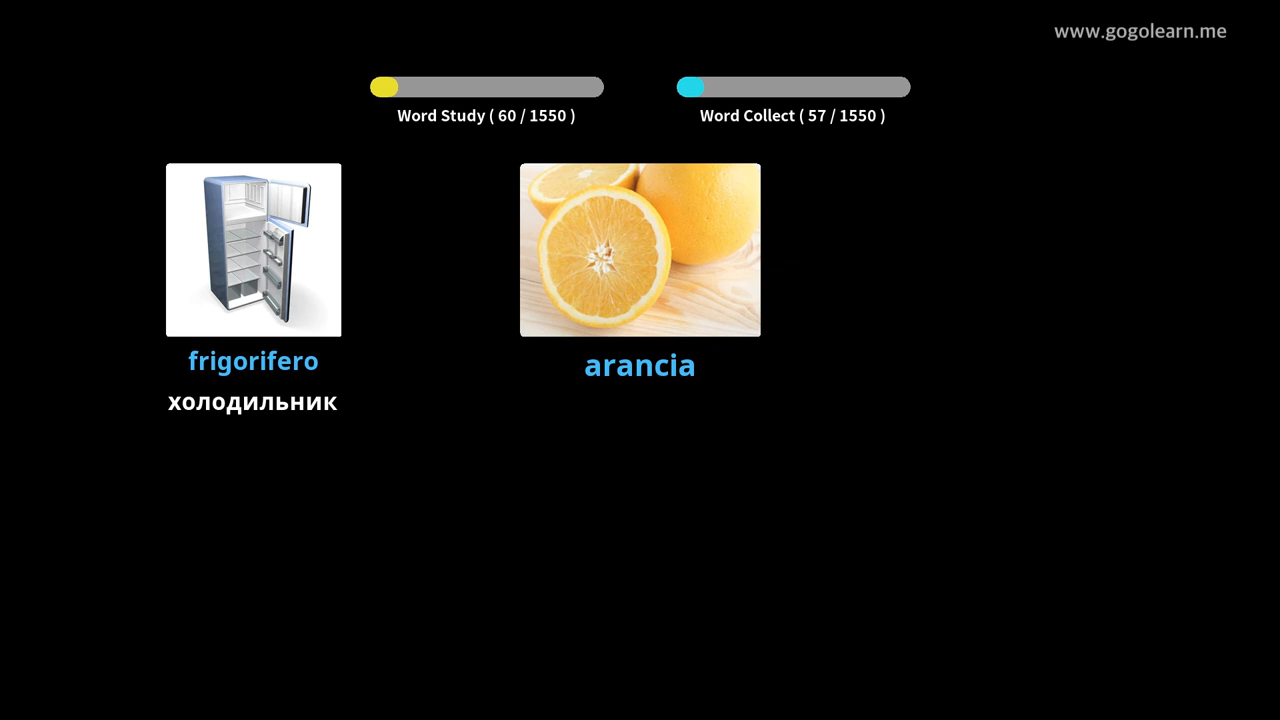 www.gogolearn.me
Word Study ( 60 / 1550 )
Word Collect ( 57 / 1550 )
frigorifero
холодильник
arancia